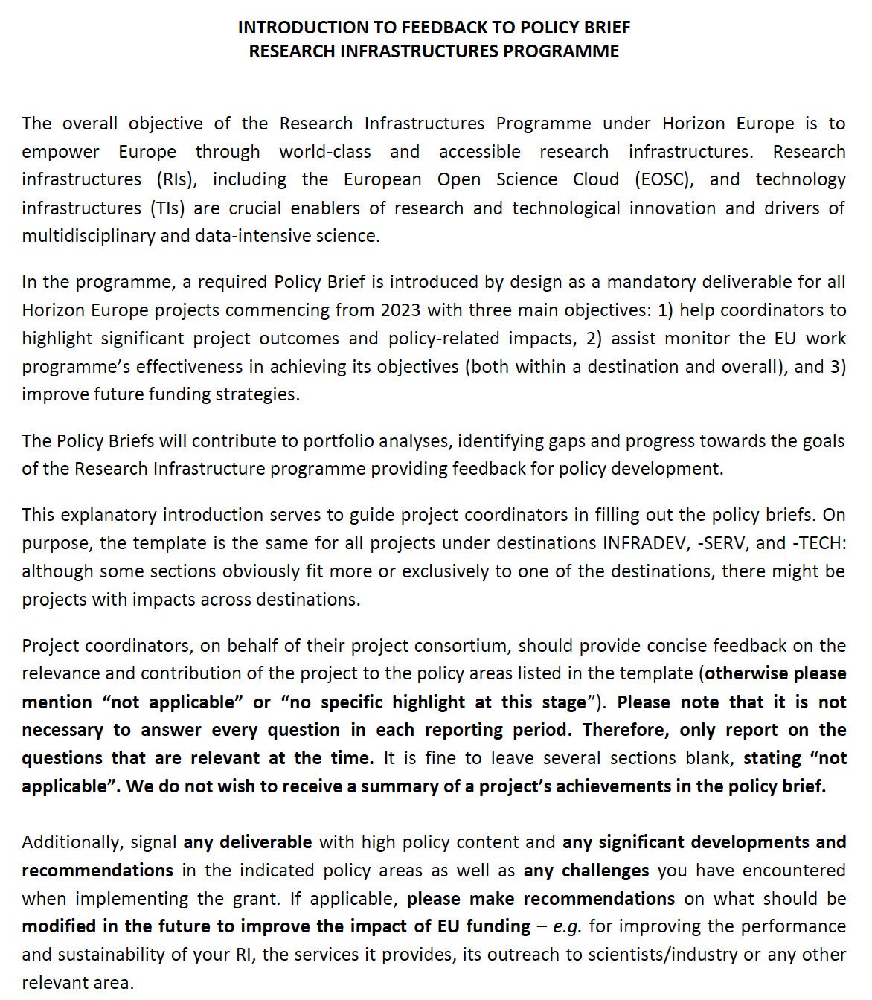 INTRODUCTION TO FEEDBACK TO POLICY BRIEF
RESEARCH INFRASTRUCTURES PROGRAMME
The overall objective of the Research Infrastructures Programme under Horizon Europe is to
empower Europe through world-class and accessible research infrastructures. Research
infrastructures (RIs), including the European Open Science Cloud (EOSC), and technology
infrastructures (TIs) are crucial enablers of research and technological innovation and drivers of
multidisciplinary and data-intensive science.
In the programme, a required Policy Brief is introduced by design as a mandatory deliverable for all
Horizon Europe projects commencing from 2023 with three main objectives: 1) help coordinators to
highlight significant project outcomes and policy-related impacts, 2) assist monitor the EU work
programme’s effectiveness in achieving its objectives (both within a destination and overall), and 3)
improve future funding strategies.
The Policy Briefs will contribute to portfolio analyses, identifying gaps and progress towards the goals
of the Research Infrastructure programme providing feedback for policy development.
This explanatory introduction serves to guide project coordinators in filling out the policy briefs. On
purpose, the template is the same for all projects under destinations INFRADEV, -SERV, and -TECH:
although some sections obviously fit more or exclusively to one of the destinations, there might be
projects with impacts across destinations.
Project coordinators, on behalf of their project consortium, should provide concise feedback on the
relevance and contribution of the project to the policy areas listed in the template (otherwise please
mention “not applicable” or “no specific highlight at this stage”). Please note that it is not
necessary to answer every question in each reporting period. Therefore, only report on the
questions that are relevant at the time. It is fine to leave several sections blank, stating “not
applicable”. We do not wish to receive a summary of a project’s achievements in the policy brief.
Additionally, signal any deliverable with high policy content and any significant developments and
recommendations in the indicated policy areas as well as any challenges you have encountered
when implementing the grant. If applicable, please make recommendations on what should be
modified in the future to improve the impact of EU funding – e.g. for improving the performance
and sustainability of your RI, the services it provides, its outreach to scientists/industry or any other
relevant area.